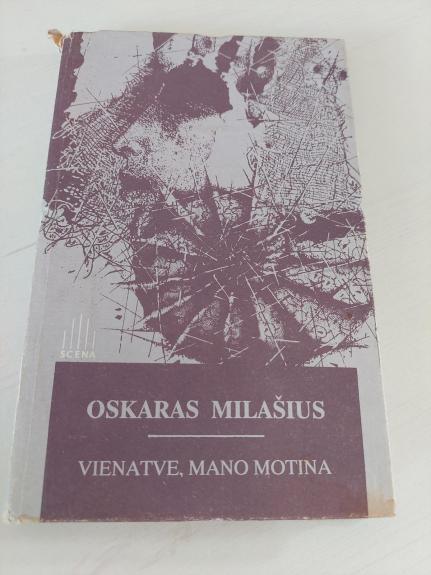 SCENA
OSKARAS MILAŠIUS
VIENATVE, MANO MOTINA